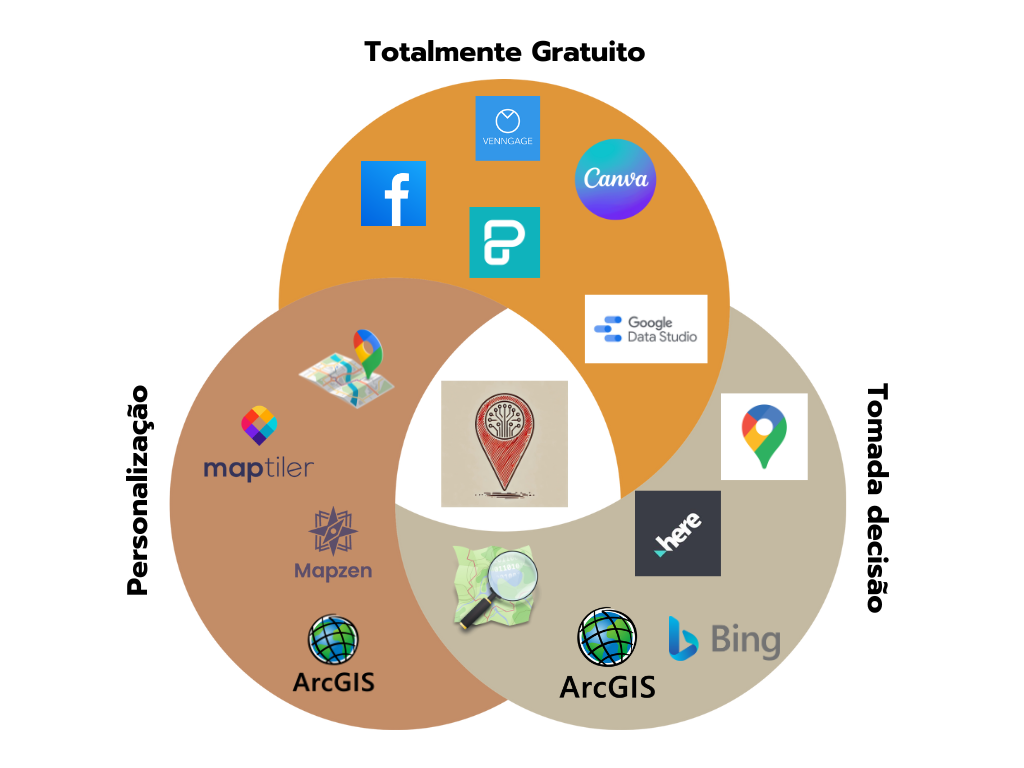 Totalmente Gratuito
VENNGAGE
Canva
Google
Data Studio
Personalização
maptiler
Mapzen
ArcGIS
here
Tomada decisão
ArcGIS
Bing